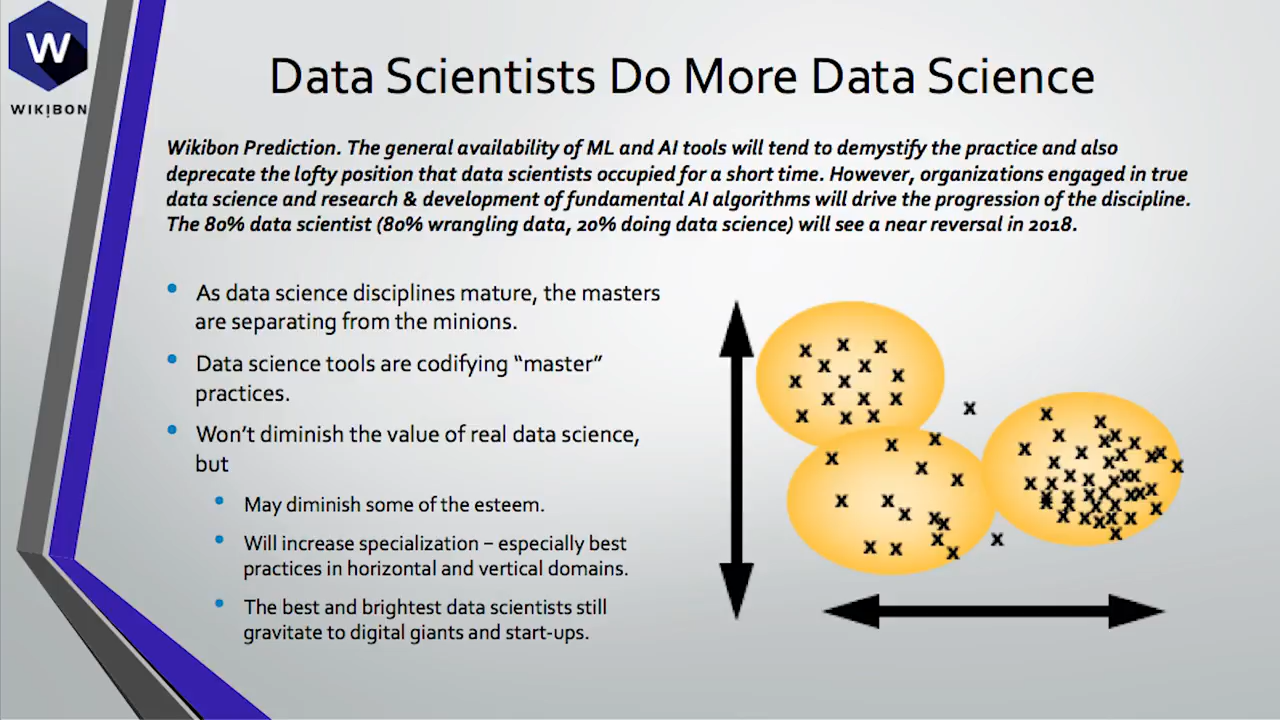 W
WIKIBON
Data Scientists Do More Data Science
Wikibon Prediction. The general availability of ML and AI tools will tend to demystify the practice and also
deprecate the lofty position that data scientists occupied for a short time. However, organizations engaged in true
data science and research & development of fundamental AI algorithms will drive the progression of the discipline.
The 80% data scientist (80% wrangling data, 20% doing data science) will see a near reversal in 2018.
• As data science disciplines mature, the masters
are separating from the minions.
• Data science tools are codifying “master”
practices.
• Won’t diminish the value of real data science,
but
• May diminish some of the esteem.
• Will increase specialization – especially best
practices in horizontal and vertical domains.
• The best and brightest data scientists still
gravitate to digital giants and start-ups.